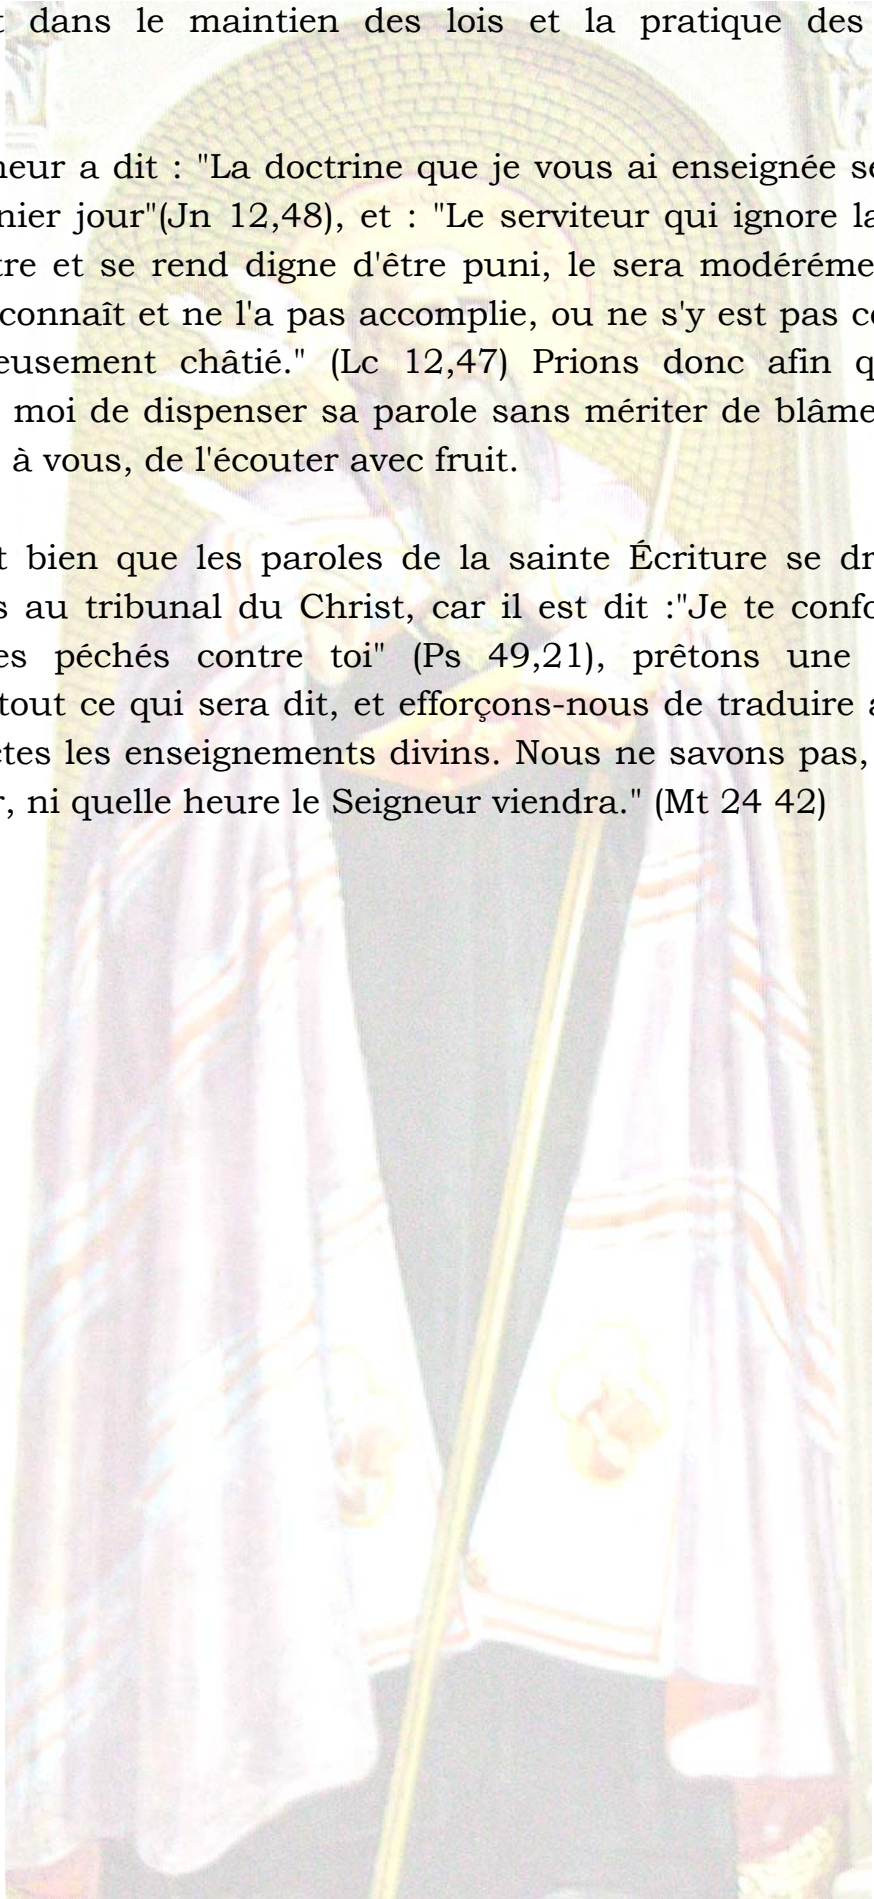 t dans le maintien des lois et la pratique des
neur a dit : "La doctrine que je vous ai enseignée se
nier jour"(Jn 12,48), et : "Le serviteur qui ignore la
tre et se rend digne d'être puni, le sera modéréme
connaît et ne l'a pas accomplie, ou ne s'y est pas co
eusement châtié." (Lc 12,47) Prions donc afin q
moi de dispenser sa parole sans mériter de blâme
à vous, de l'écouter avec fruit.
t bien que les paroles de la sainte Écriture se dr
s au tribunal du Christ, car il est dit :"Je te confo
es péchés contre toi" (Ps 49,21), prêtons une
tout ce qui sera dit, et efforçons-nous de traduire a
ctes les enseignements divins. Nous ne savons pas,
r, ni quelle heure le Seigneur viendra." (Mt 24 42)